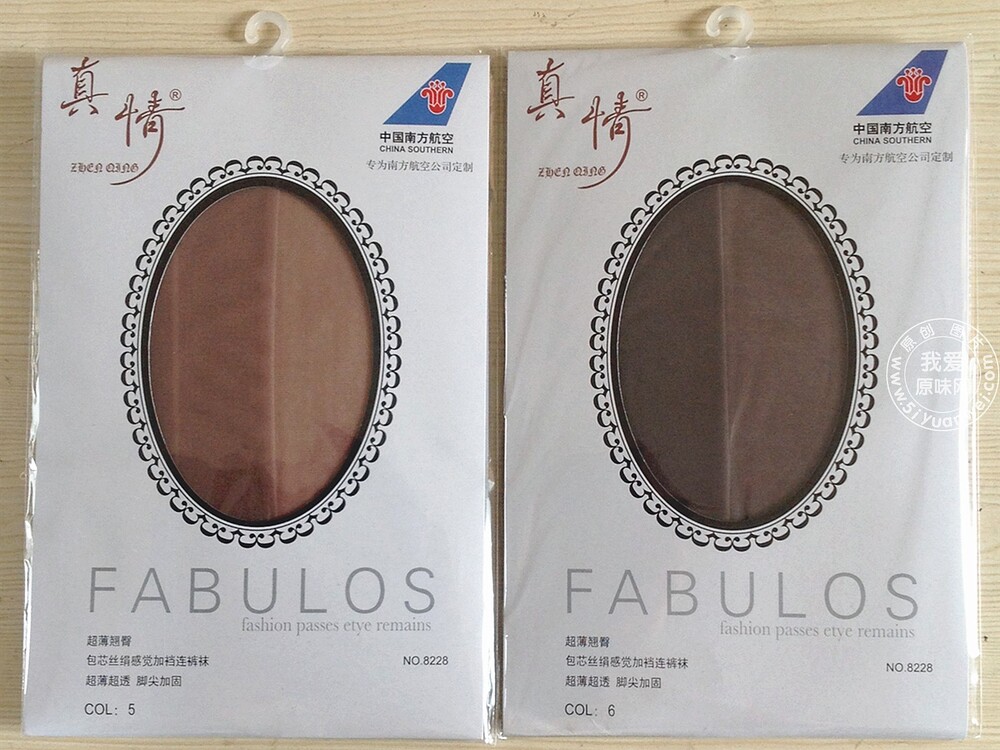 真情®
ZHEN QING
中国南方航空
CHINA SOUTHERN
专为南方航空公司定制
FABULOS
fashion passes etye remains
超薄翘臀
包芯丝绢感觉加裆连裤袜
NO.8228
超薄超透 脚尖加固
COL: 5
真情®
ZHEN QING
中国南方航空
CHINA SOUTHERN
专为南方航空公司定制
FABULOS
fashion passes etye remains
超薄翘臀
包芯丝绢感觉加裆连裤袜
NO.8228
超薄超透 脚尖加固
COL: 6
我爱
原味网